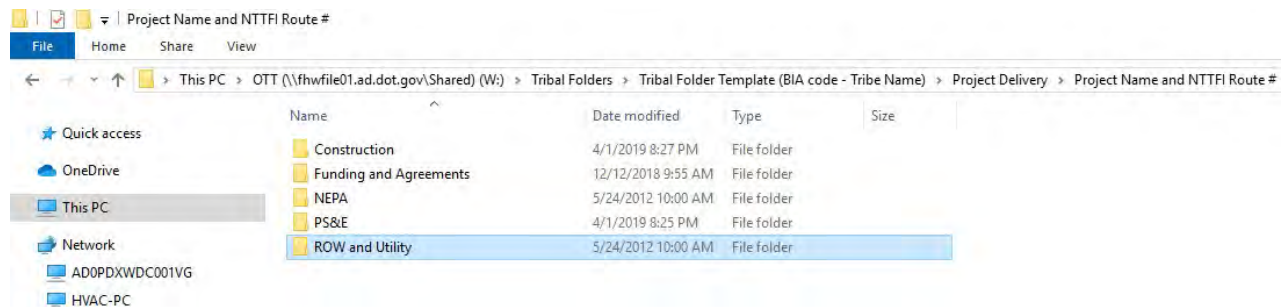 Project Name and NTTFI Route #
File Home Share View
This PC > OTT (\\fhwfile01.ad.dot.gov\Shared) (W:) > Tribal Folders > Tribal Folder Template (BIA code - Tribe Name) > Project Delivery > Project Name and NTTFI Route #
Quick access
OneDrive
This PC
Network
AD0PDXWDC001VG
HVAC-PC
Name Date modified Type Size
Construction 4/1/2019 8:27 PM File folder
Funding and Agreements 12/12/2018 9:55 AM File folder
NEPA 5/24/2012 10:00 AM File folder
PS&E 4/1/2019 8:25 PM File folder
ROW and Utility 5/24/2012 10:00 AM File folder